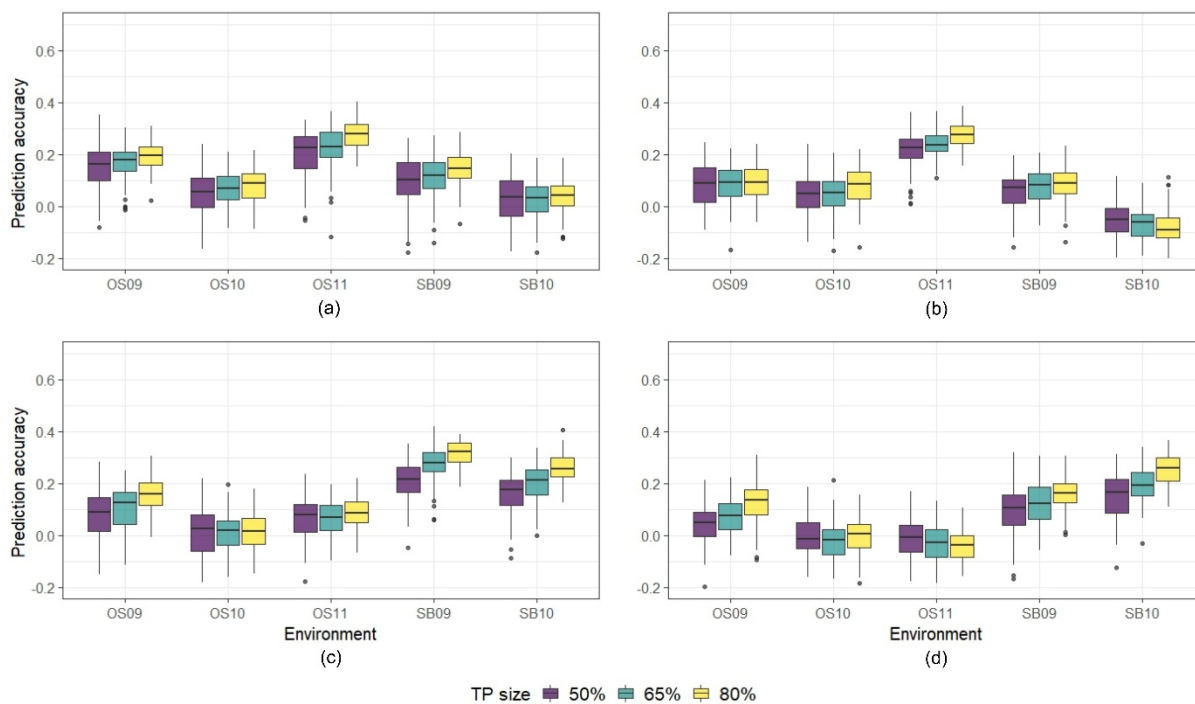 Prediction accuracy
0.6
0.4
0.2
0.0
-0.2
OS09 OS10 OS11 SB09 SB10
(a)
0.6
0.4
0.2
0.0
-0.2
OS09 OS10 OS11 SB09 SB10
(b)
Prediction accuracy
0.6
0.4
0.2
0.0
-0.2
OS09 OS10 OS11 SB09 SB10
Environment
(c)
0.6
0.4
0.2
0.0
-0.2
OS09 OS10 OS11 SB09 SB10
Environment
(d)
TP size 50% 65% 80%